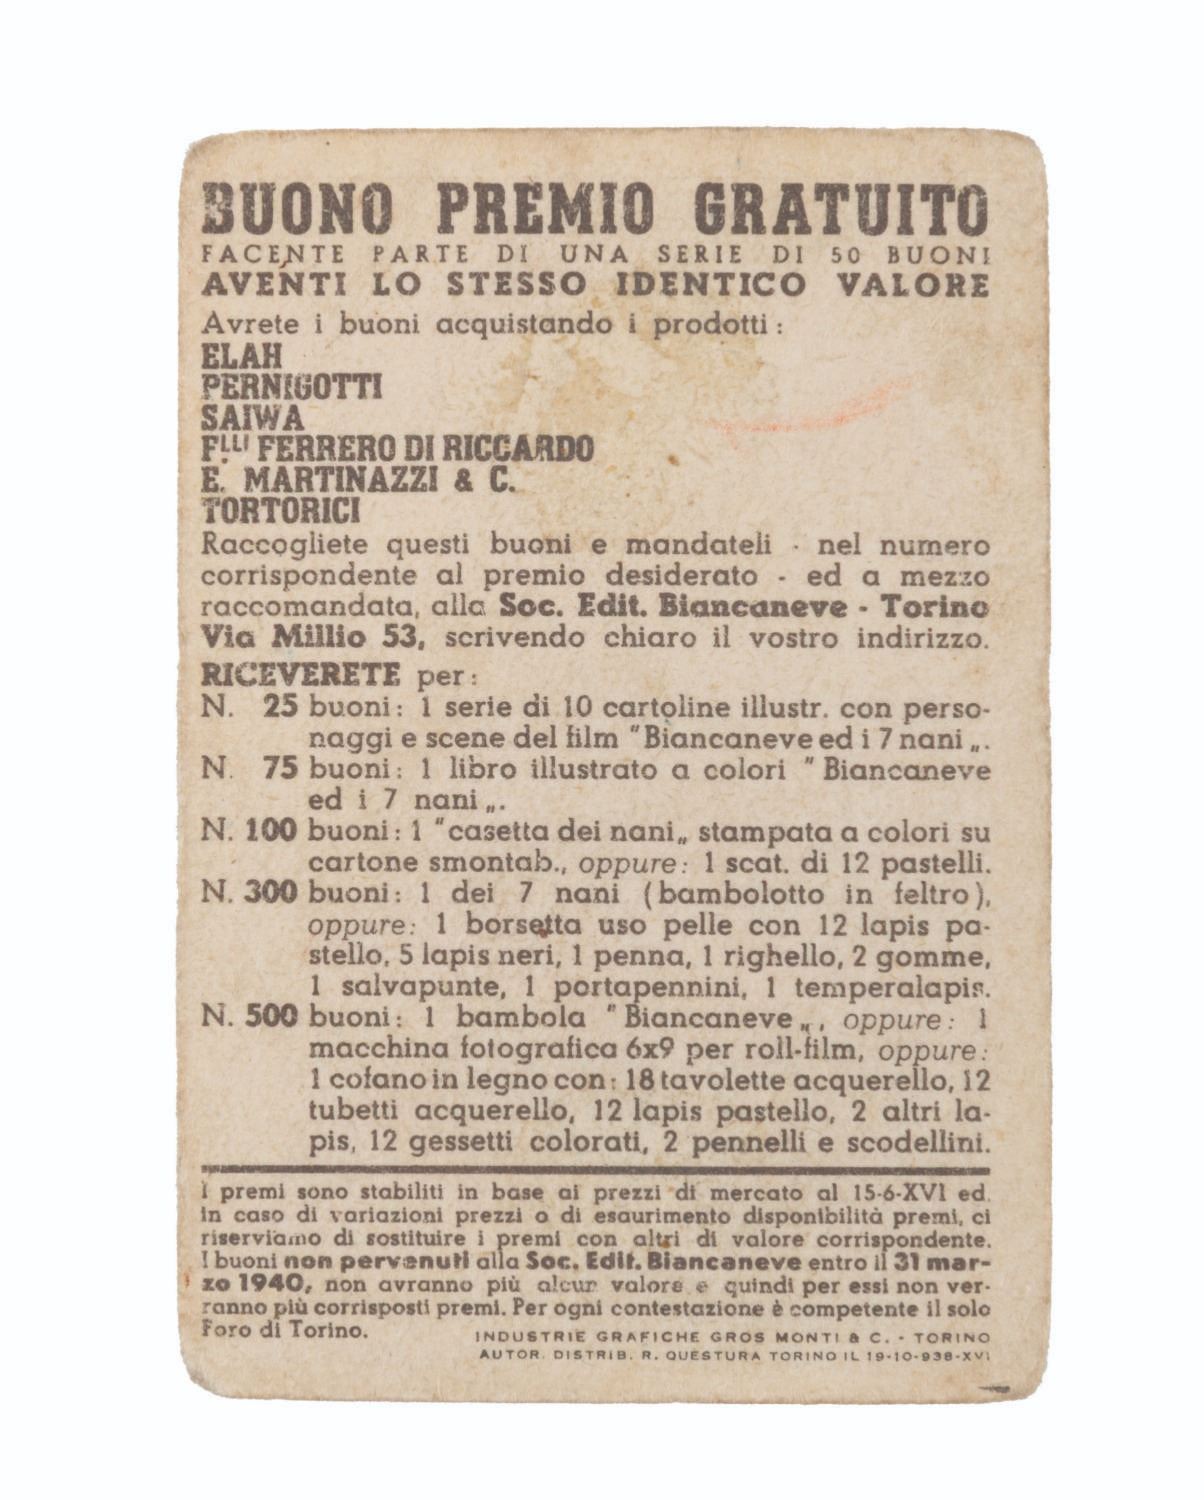 BUONO PREMIO GRATUITO
FACENTE PARTE DI UNA SERIE DI 50 BUONI
AVENTI LO STESSO IDENTICO VALORE
Avrete i buoni acquistando i prodotti:
ELAH
PERNIGOTTI
SAIWA
F.LLI FERRERO DI RICCARDO
E. MARTINAZZI & C.
TORTORICI
Raccogliete questi buoni e mandateli - nel numero
corrispondente al premio desiderato - ed a mezzo
raccomandata, alla Soc. Edit. Biancaneve - Torino
Via Millio 53, scrivendo chiaro il vostro indirizzo.
RICEVERETE per:
N. 25 buoni: 1 serie di 10 cartoline illustr. con perso-
naggi e scene del film "Biancaneve ed i 7 nani„.
N. 75 buoni: 1 libro illustrato a colori "Biancaneve
ed i 7 nani„.
N. 100 buoni: 1 "casetta dei nani„ stampata a colori su
cartone smontab., oppure: 1 scat. di 12 pastelli.
N. 300 buoni: 1 dei 7 nani (bambolotto in feltro),
oppure: 1 borsetta uso pelle con 12 lapis pa-
stello, 5 lapis neri, 1 penna, 1 righello, 2 gomme,
1 salvapunte, 1 portapennini, 1 temperalapis.
N. 500 buoni: 1 bambola "Biancaneve„, oppure: 1
macchina fotografica 6x9 per roll-film, oppure:
1 cofano in legno con: 18 tavolette acquerello, 12
tubetti acquerello, 12 lapis pastello, 2 altri la-
pis, 12 gessetti colorati, 2 pennelli e scodellini.
I premi sono stabiliti in base ai prezzi di mercato al 15-6-XVI ed
in caso di variazioni prezzi o di esaurimento disponibilità premi, ci
riserviamo di sostituire i premi con altri di valore corrispondente.
I buoni non pervenuti alla Soc. Edit. Biancaneve entro il 31 mar-
zo 1940, non avranno più alcun valore e quindi per essi non ver-
ranno più corrisposti premi. Per ogni contestazione è competente il solo
Foro di Torino.
INDUSTRIE GRAFICHE GROS MONTI & C. - TORINO
AUTOR. DISTRIB. R. QUESTURA TORINO IL 19-10-938-XVI